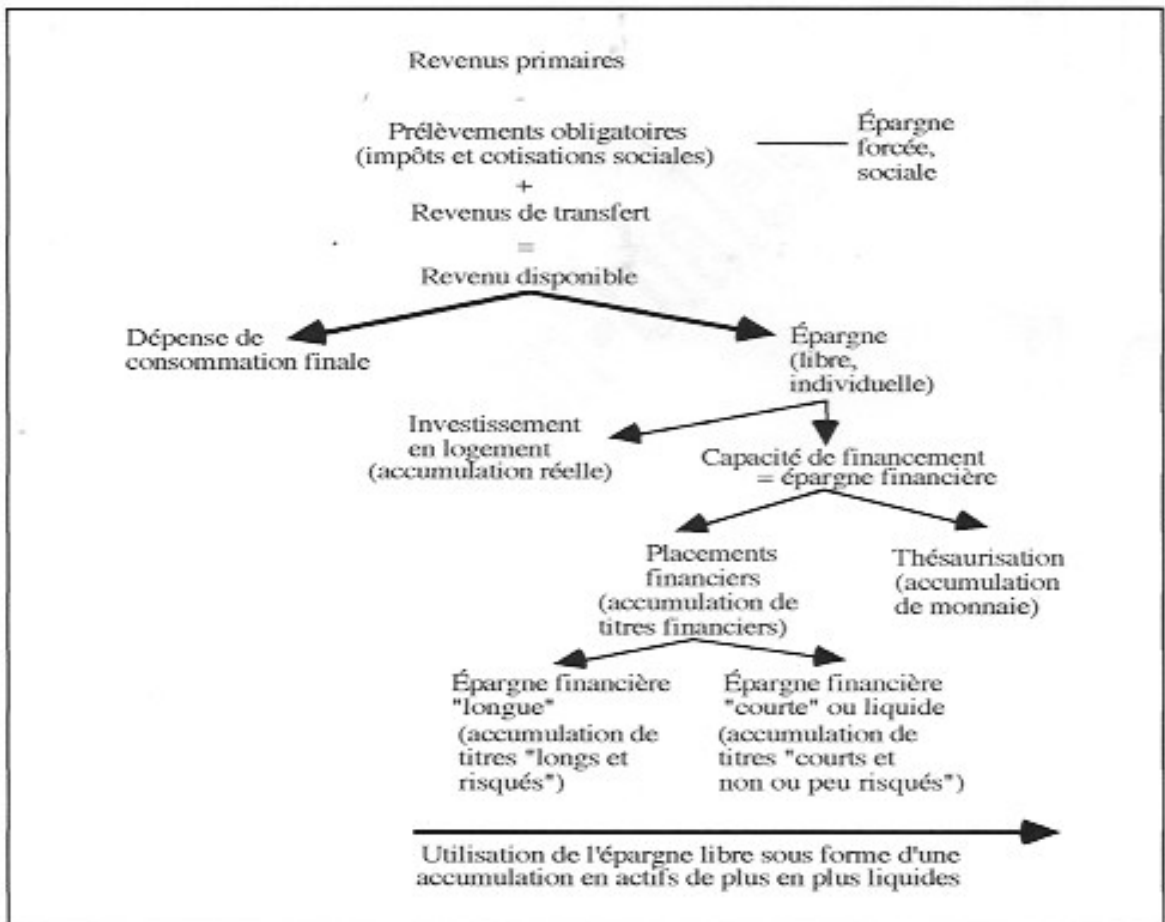 Revenus primaires
-
Prélèvements obligatoires
(impôts et cotisations sociales)
Épargne
forcée,
sociale
+
Revenus de transfert
=
Revenu disponible
Dépense de
consommation finale
Épargne
(libre,
individuelle)
Investissement
en logement
(accumulation réelle)
Capacité de financement
= épargne financière
Placements
financiers
(accumulation de
titres financiers)
Thésaurisation
(accumulation
de monnaie)
Épargne financière
"longue"
(accumulation de
titres "longs et
risqués")
Épargne financière
"courte" ou liquide
(accumulation de
titres "courts et
non ou peu risqués")
Utilisation de l'épargne libre sous forme d'une
accumulation en actifs de plus en plus liquides